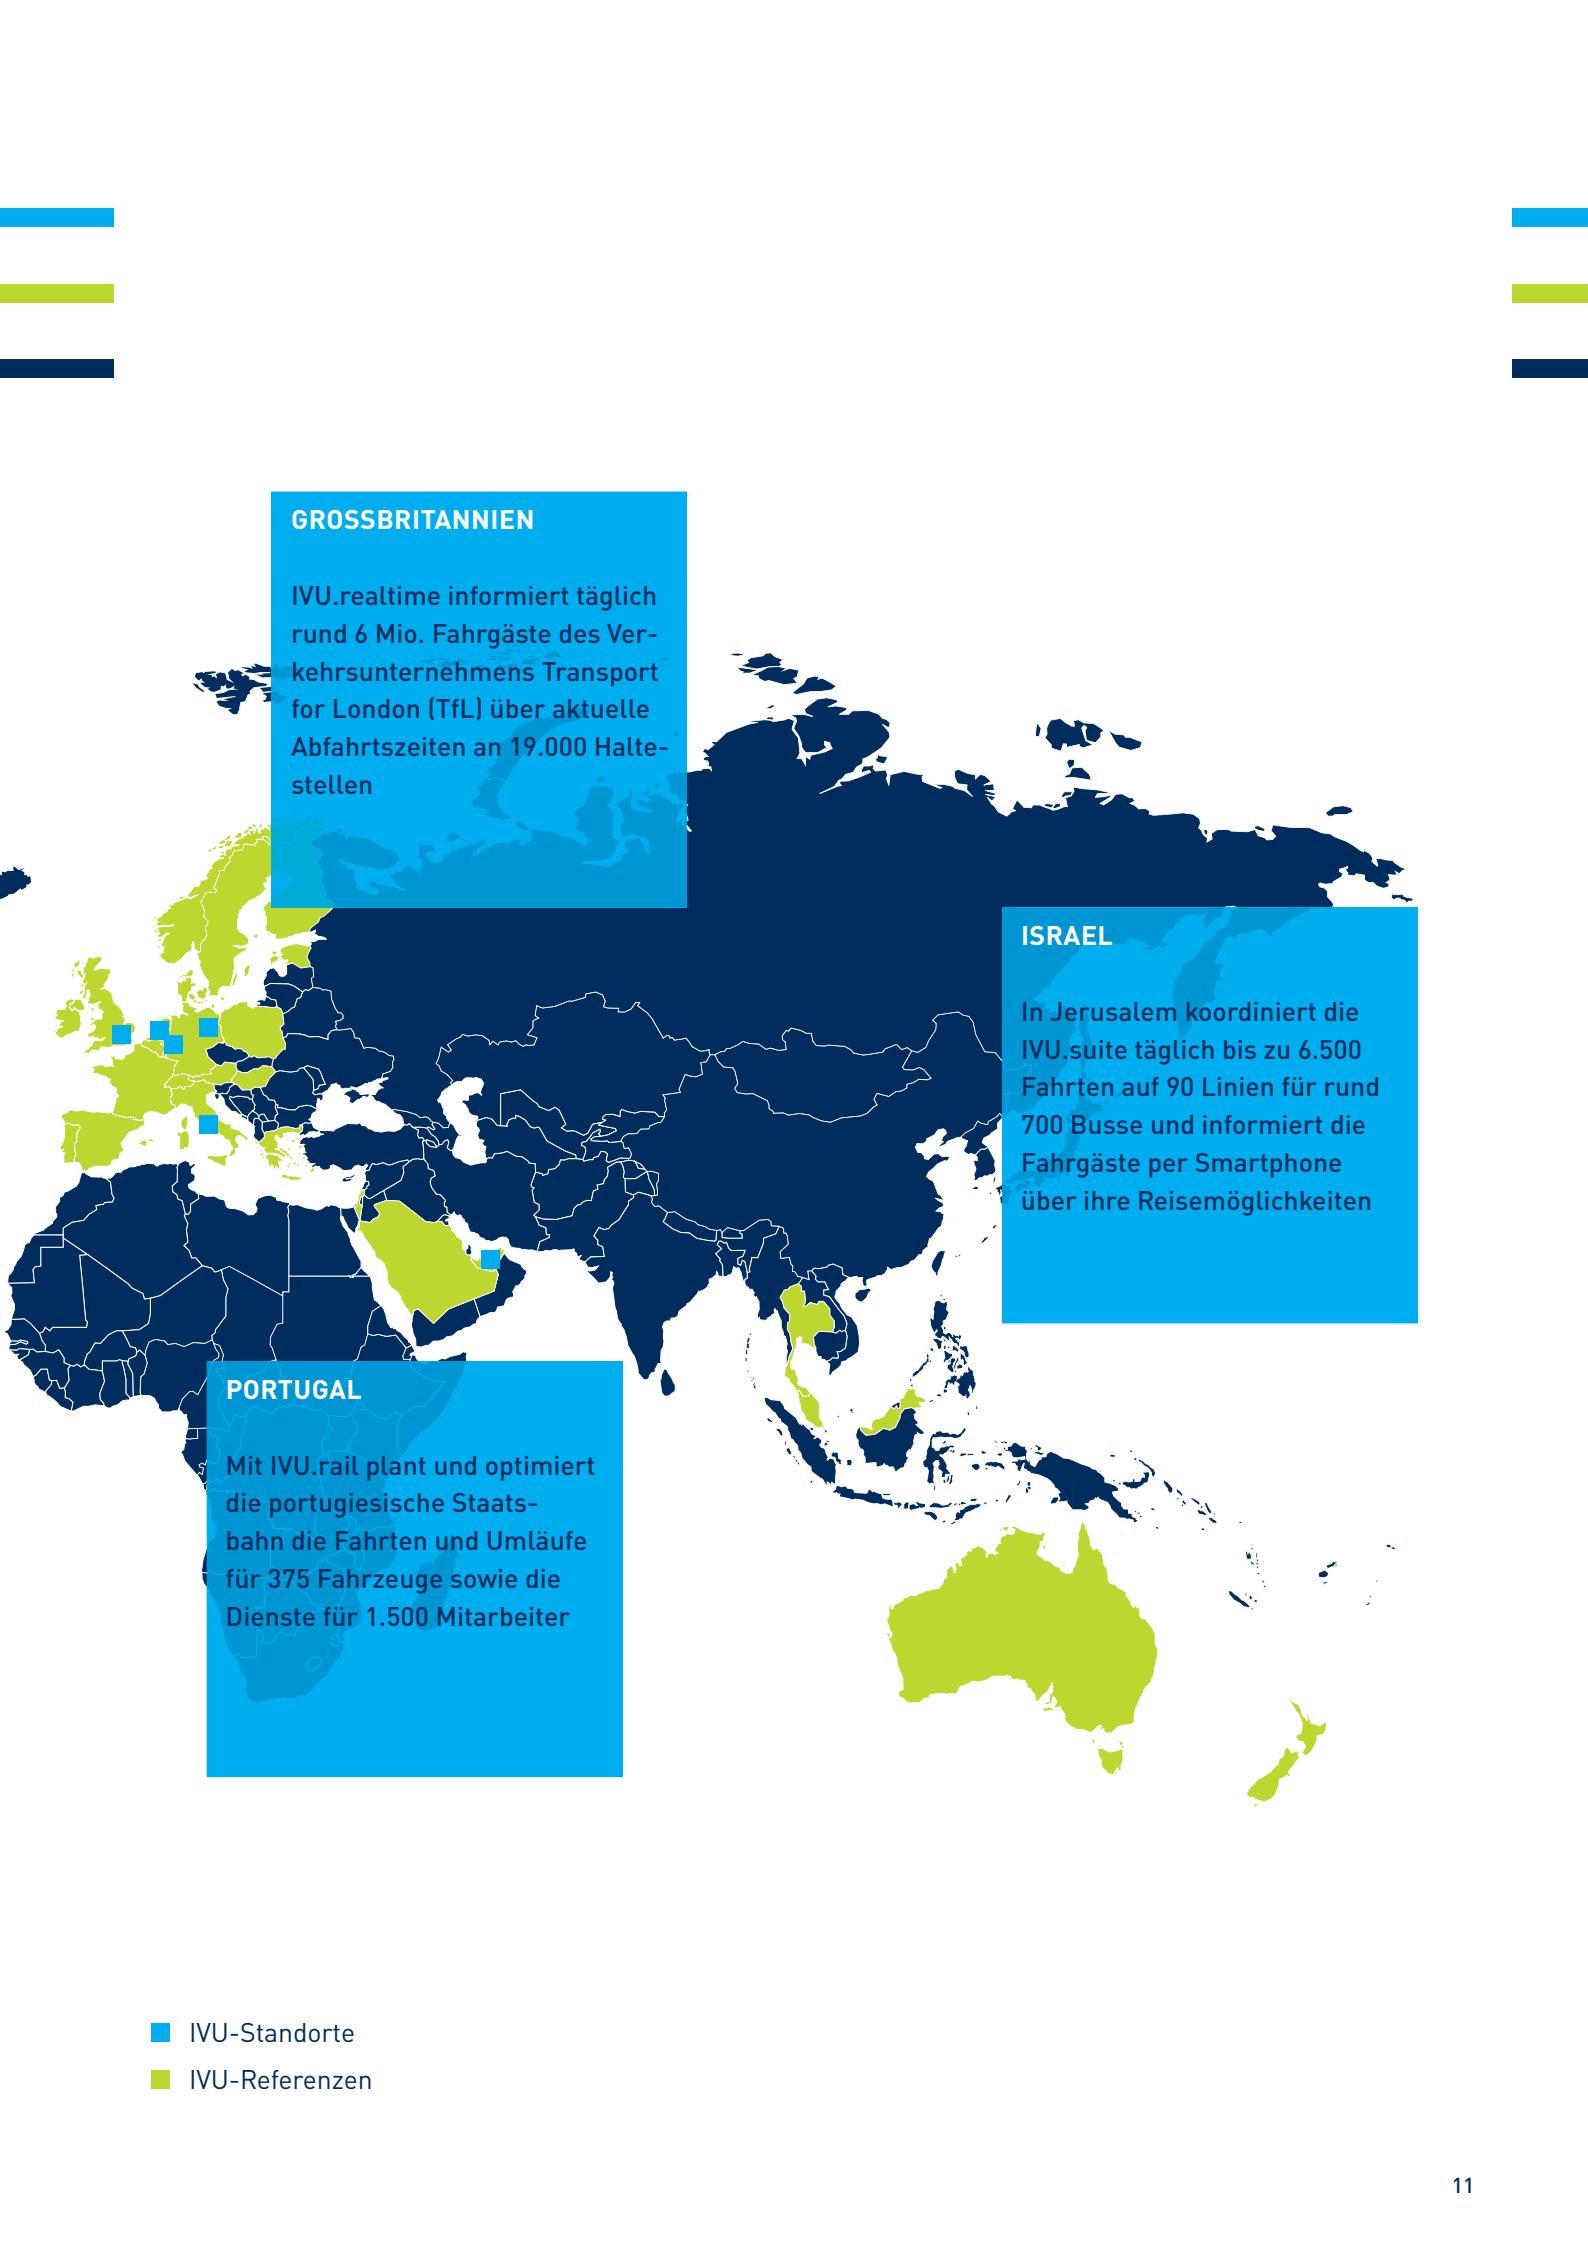 GROSSBRITANNIEN
IVU.realtime informiert täglich
rund 6 Mio. Fahrgäste des Ver-
kehrsunternehmens Transport
for London (TfL) über aktuelle
Abfahrtszeiten an 19.000 Halte-
stellen
ISRAEL
In Jerusalem koordiniert die
IVU.suite täglich bis zu 6.500
Fahrten auf 90 Linien für rund
700 Busse und informiert die
Fahrgäste per Smartphone
über ihre Reisemöglichkeiten
PORTUGAL
Mit IVU.rail plant und optimiert
die portugiesische Staats-
bahn die Fahrten und Umläufe
für 375 Fahrzeuge sowie die
Dienste für 1.500 Mitarbeiter
IVU-Standorte
IVU-Referenzen
11